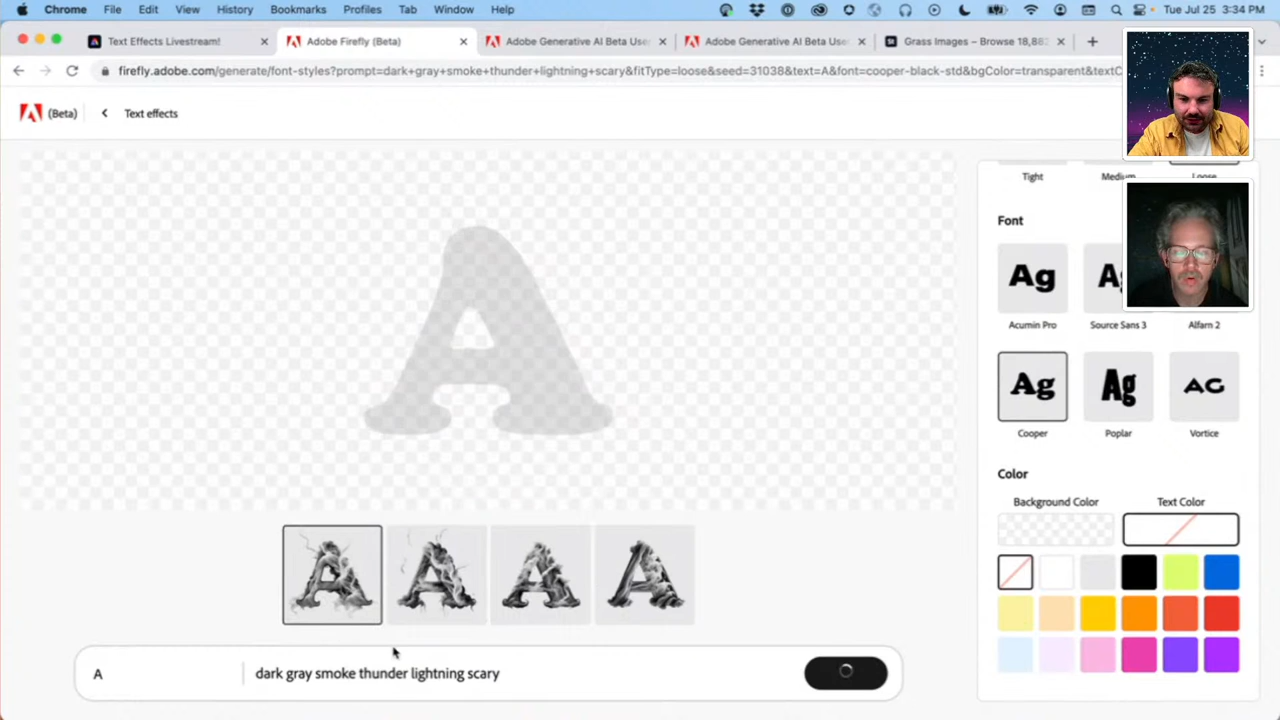 Chrome File Edit View History Bookmarks Profiles Tab Window Help Tue Jul 25 3:34 PM
Text Effects Livestream! Adobe Firefly (Beta) Adobe Generative AI Beta Use Adobe Generative AI Beta Use Grass Images – Browse 18,88
firefly.adobe.com/generate/font-styles?prompt=dark+gray+smoke+thunder+lightning+scary&fitType=loose&seed=31038&text=A&font=cooper-black-std&bgColor=transparent&textC
(Beta) Text effects
A
Tight Medium Loose
Font
Ag Ag
Acumin Pro Source Sans 3 Alfarn 2
Ag Ag AG
Cooper Poplar Vortice
Color
Background Color Text Color
A A A A
A dark gray smoke thunder lightning scary